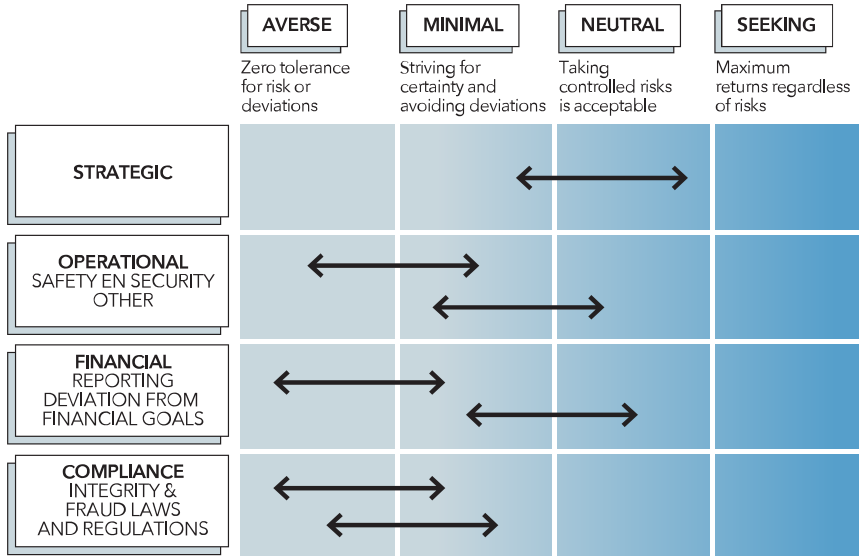 AVERSE
MINIMAL
NEUTRAL
SEEKING
Zero tolerance
for risk or
deviations
Striving for
certainty and
avoiding deviations
Taking
controlled risks
is acceptable
Maximum
returns regardless
of risks
STRATEGIC
OPERATIONAL
SAFETY EN SECURITY
OTHER
FINANCIAL
REPORTING
DEVIATION FROM
FINANCIAL GOALS
COMPLIANCE
INTEGRITY &
FRAUD LAWS
AND REGULATIONS